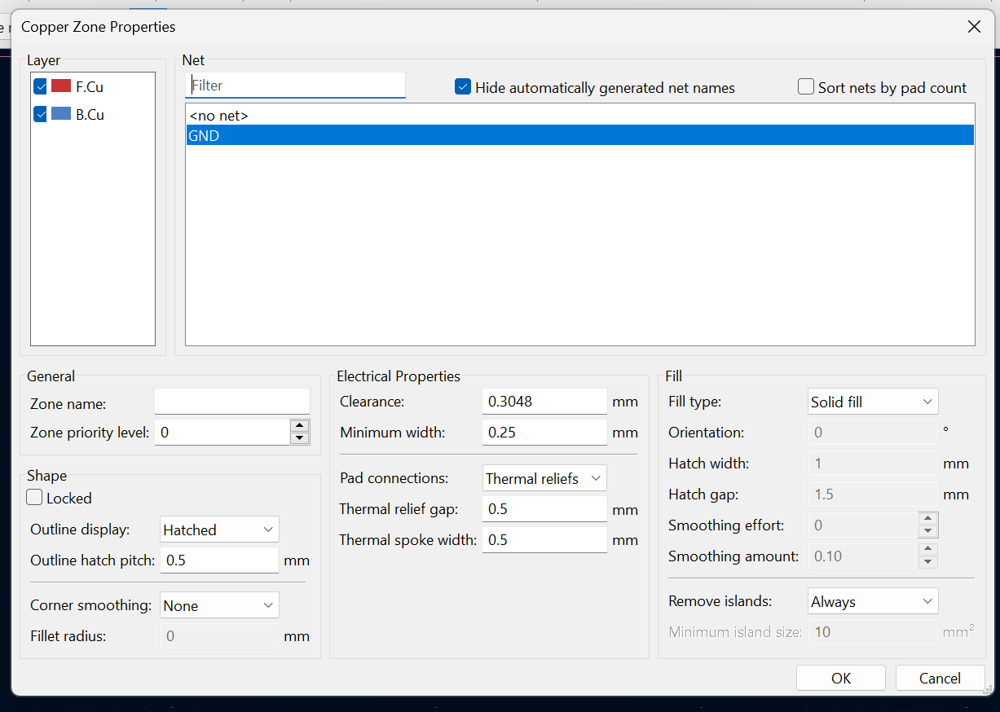 Copper Zone Properties
Layer
F.Cu
B.Cu
Net
Filter
Hide automatically generated net names
Sort nets by pad count
<no net>
GND
General
Zone name:
Zone priority level: 0
Shape
Locked
Outline display: Hatched
Outline hatch pitch: 0.5 mm
Corner smoothing: None
Fillet radius: 0 mm
Electrical Properties
Clearance: 0.3048 mm
Minimum width: 0.25 mm
Pad connections: Thermal reliefs
Thermal relief gap: 0.5 mm
Thermal spoke width: 0.5 mm
Fill
Fill type: Solid fill
Orientation: 0 °
Hatch width: 1 mm
Hatch gap: 1.5 mm
Smoothing effort: 0
Smoothing amount: 0.10
Remove islands: Always
Minimum island size: 10 mm²
OK
Cancel